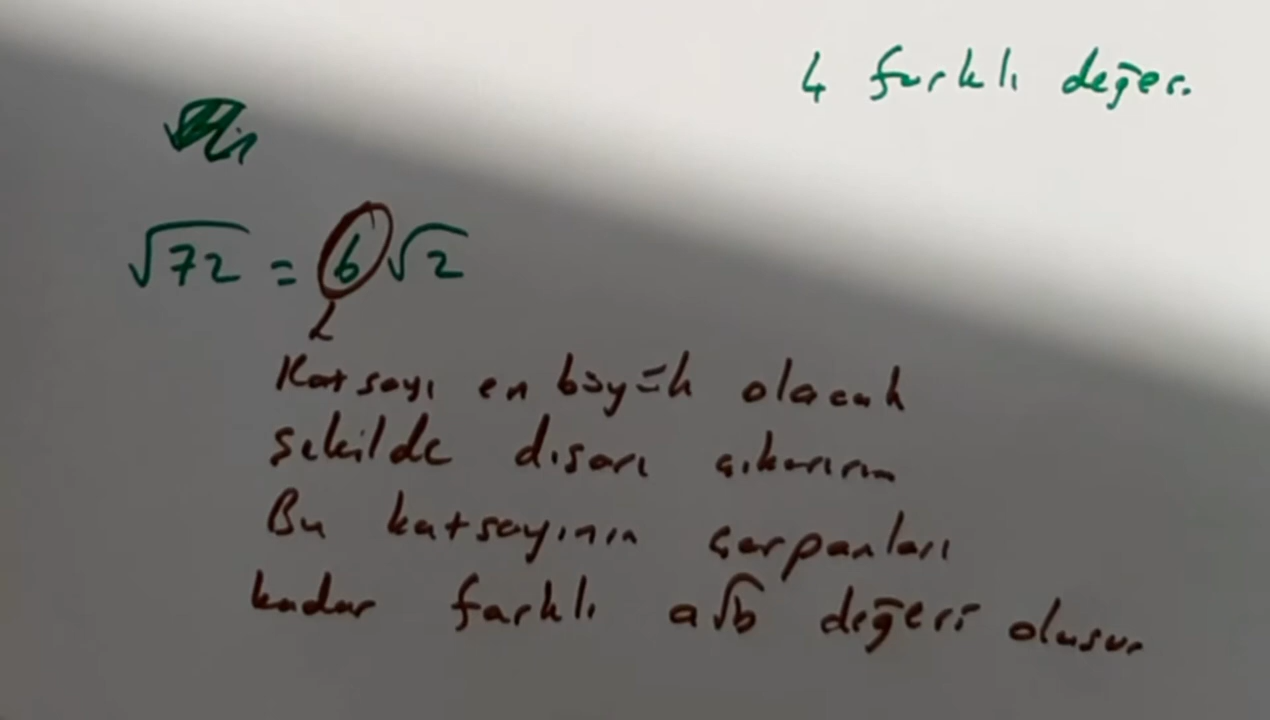 4 farklı değer.
√72 = 6√2
Katsayı en büyük olacak
şekilde dışarı çıkarırım
Bu katsayının çarpanları
kadar farklı a√b değeri oluşur